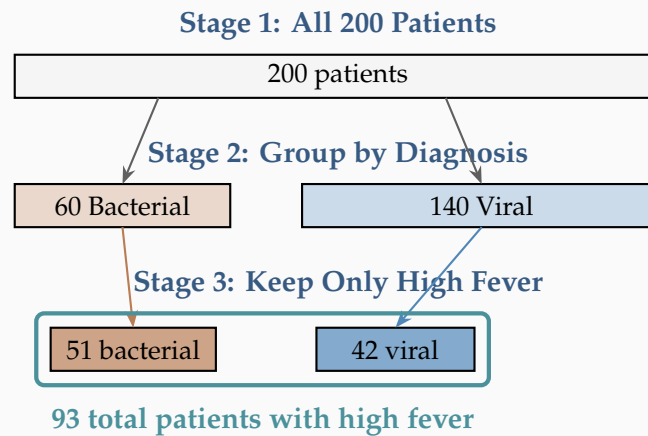 Stage 1: All 200 Patients
200 patients
Stage 2: Group by Diagnosis
60 Bacterial
140 Viral
Stage 3: Keep Only High Fever
51 bacterial
42 viral
93 total patients with high fever